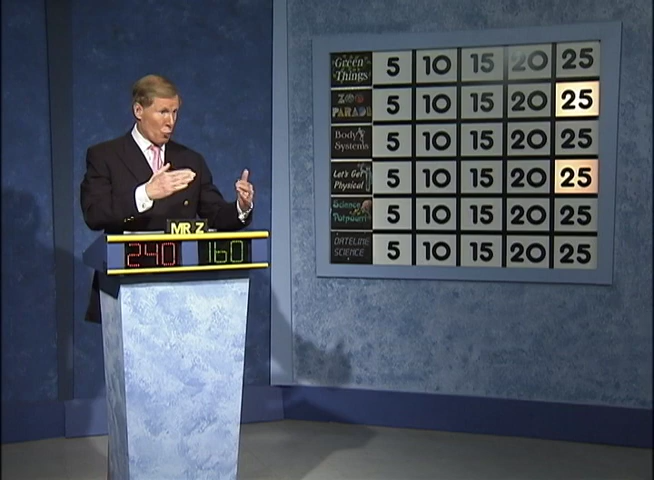 Green
Things
5 10 15 20 25
ZOO
PARADE
5 10 15 20 25
Body
Systems
5 10 15 20 25
Let's Get
Physical
5 10 15 20 25
Science
Potpourri
5 10 15 20 25
DATELINE
SCIENCE
5 10 15 20 25
MR. Z
240 160